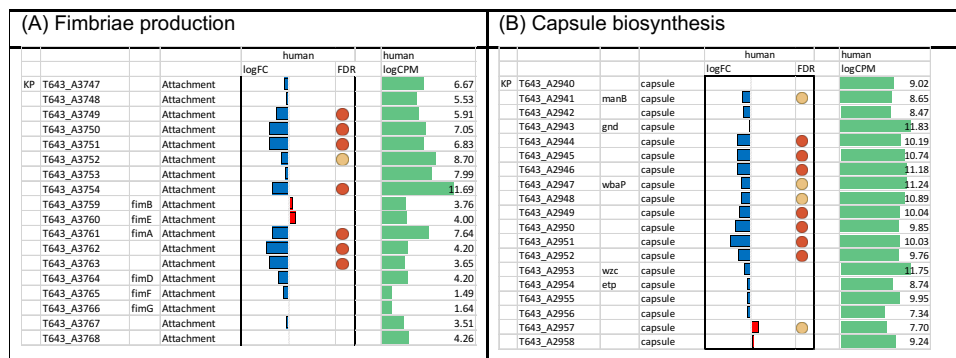 (A) Fimbriae production
human human
logFC FDR logCPM
KP T643_A3747 Attachment 6.67
T643_A3748 Attachment 5.53
T643_A3749 Attachment 5.91
T643_A3750 Attachment 7.05
T643_A3751 Attachment 6.83
T643_A3752 Attachment 8.70
T643_A3753 Attachment 7.99
T643_A3754 Attachment 11.69
T643_A3759 fimB Attachment 3.76
T643_A3760 fimE Attachment 4.00
T643_A3761 fimA Attachment 7.64
T643_A3762 Attachment 4.20
T643_A3763 Attachment 3.65
T643_A3764 fimD Attachment 4.20
T643_A3765 fimF Attachment 1.49
T643_A3766 fimG Attachment 1.64
T643_A3767 Attachment 3.51
T643_A3768 Attachment 4.26
(B) Capsule biosynthesis
human human
logFC FDR logCPM
KP T643_A2940 capsule 9.02
T643_A2941 manB capsule 8.65
T643_A2942 capsule 8.47
T643_A2943 gnd capsule 11.83
T643_A2944 capsule 10.19
T643_A2945 capsule 10.74
T643_A2946 capsule 11.18
T643_A2947 wbaP capsule 11.24
T643_A2948 capsule 10.89
T643_A2949 capsule 10.04
T643_A2950 capsule 9.85
T643_A2951 capsule 10.03
T643_A2952 capsule 9.76
T643_A2953 wzc capsule 11.75
T643_A2954 etp capsule 8.74
T643_A2955 capsule 9.95
T643_A2956 capsule 7.34
T643_A2957 capsule 7.70
T643_A2958 capsule 9.24